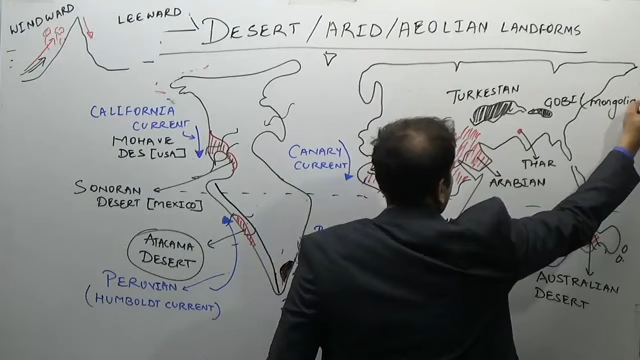 WINDWARD
LEEWARD
DESERT/ARID/AEOLIAN LANDFORMS
CALIFORNIA
CURRENT
MOHAVE
DES [USA]
SONORAN
DESERT [MEXICO]
ATACAMA
DESERT
PERUVIAN
(HUMBOLDT CURRENT)
CANARY
CURRENT
TURKESTAN
GOBI (Mongolia
THAR
ARABIAN
AUSTRALIAN
DESERT